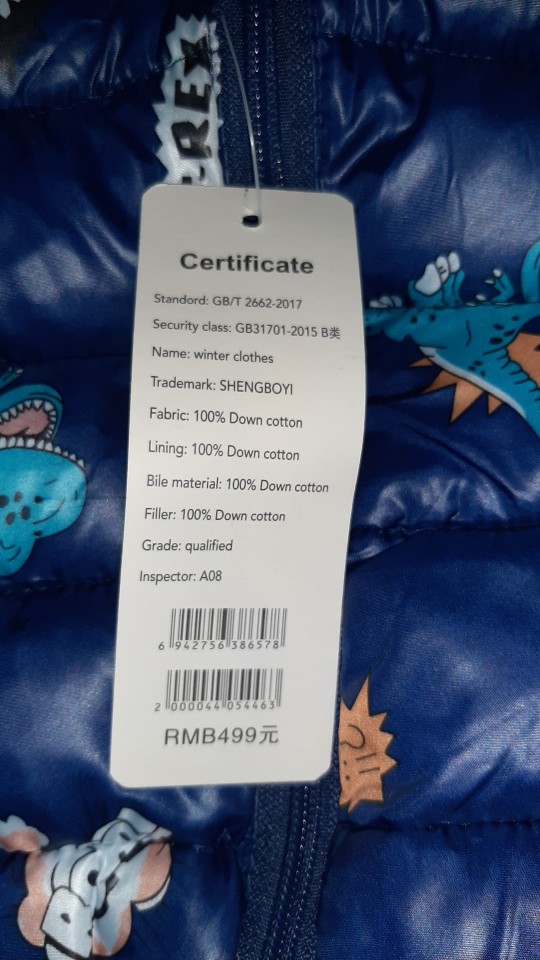 T-REX
Certificate
Standord: GB/T 2662-2017
Security class: GB31701-2015 B类
Name: winter clothes
Trademark: SHENGBOYI
Fabric: 100% Down cotton
Lining: 100% Down cotton
Bile material: 100% Down cotton
Filler: 100% Down cotton
Grade: qualified
Inspector: A08
6 942756 386578
2 000044 054463
RMB499元